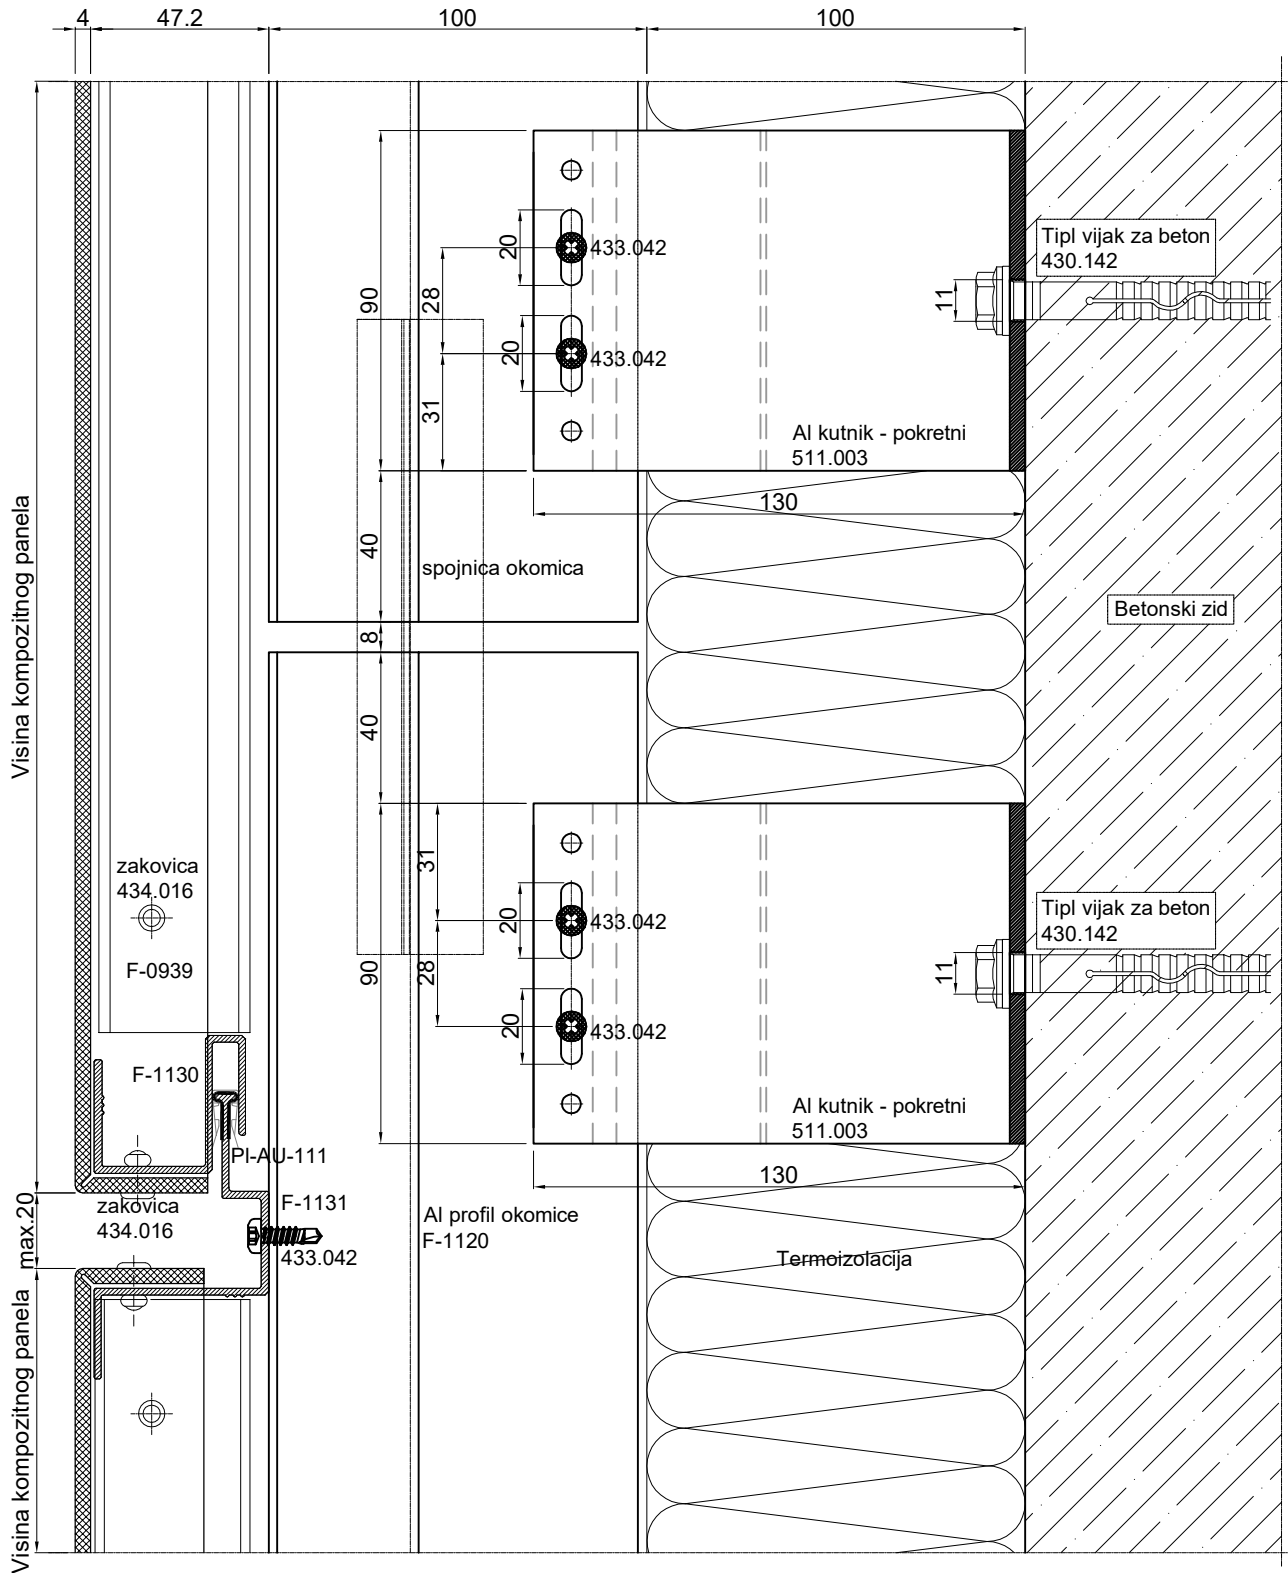 4
47.2
100
100
Tipl vijak za beton
430.142
20
433.042
28
90
11
20
433.042
31
Al kutnik - pokretni
511.003
130
Visina kompozitnog panela
40
spojnica okomica
Betonski zid
8
40
31
zakovica
434.016
Tipl vijak za beton
430.142
20
433.042
F-0939
90
28
11
20
433.042
F-1130
Al kutnik - pokretni
511.003
PI-AU-111
130
max.20
zakovica
434.016
F-1131
Al profil okomice
F-1120
433.042
Termoizolacija
Visina kompozitnog panela